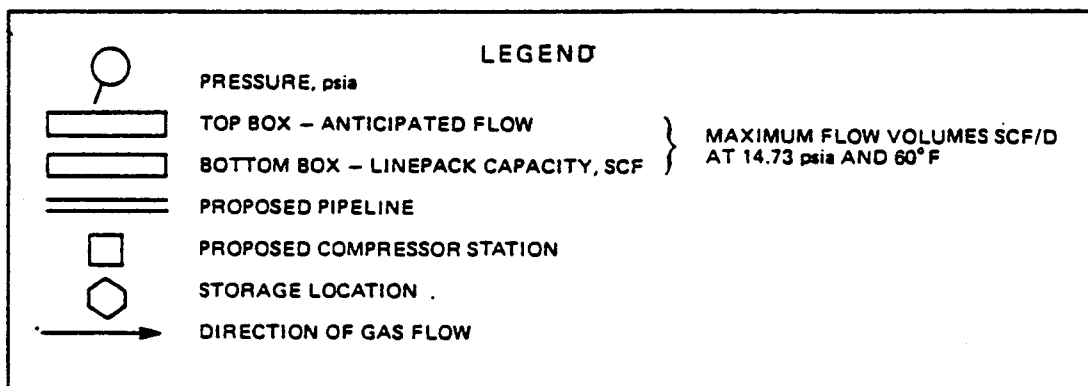 LEGEND
PRESSURE, psia
TOP BOX – ANTICIPATED FLOW
BOTTOM BOX – LINEPACK CAPACITY, SCF
MAXIMUM FLOW VOLUMES SCF/D
AT 14.73 psia AND 60°F
PROPOSED PIPELINE
PROPOSED COMPRESSOR STATION
STORAGE LOCATION
DIRECTION OF GAS FLOW